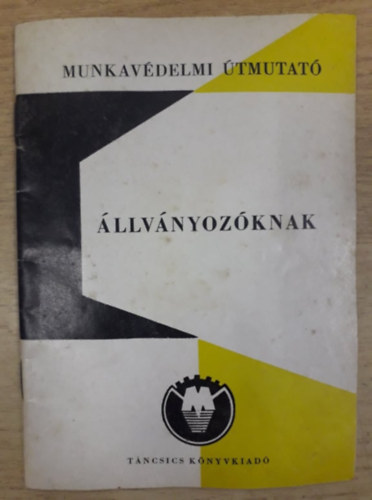 MUNKAVÉDELMI ÚTMUTATÓ
ÁLLVÁNYOZÓKNAK
TÁNCSICS KÖNYVKIADÓ